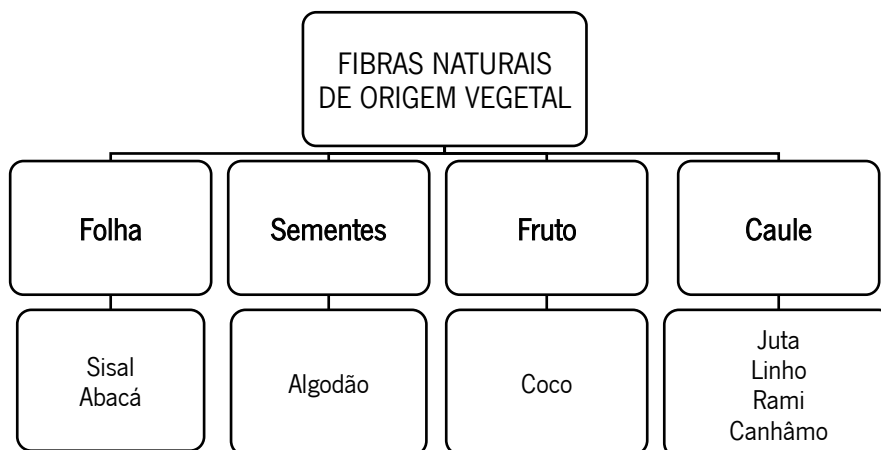 FIBRAS NATURAIS
DE ORIGEM VEGETAL
Folha
Sementes
Fruto
Caule
Sisal
Abacá
Algodão
Coco
Juta
Linho
Rami
Canhâmo